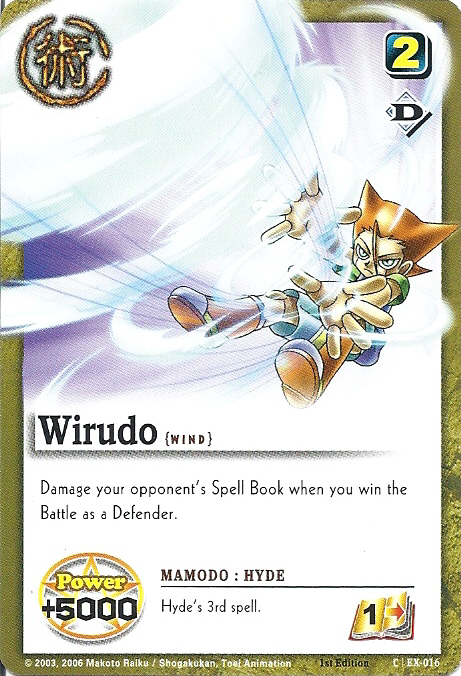 術
2
D
Wirudo {WIND}
Damage your opponent's Spell Book when you win the
Battle as a Defender.
Power
+5000
MAMODO : HYDE
Hyde's 3rd spell.
1
© 2003, 2006 Makoto Raiku / Shogakukan, Toei Animation 1st Edition C | EX-016